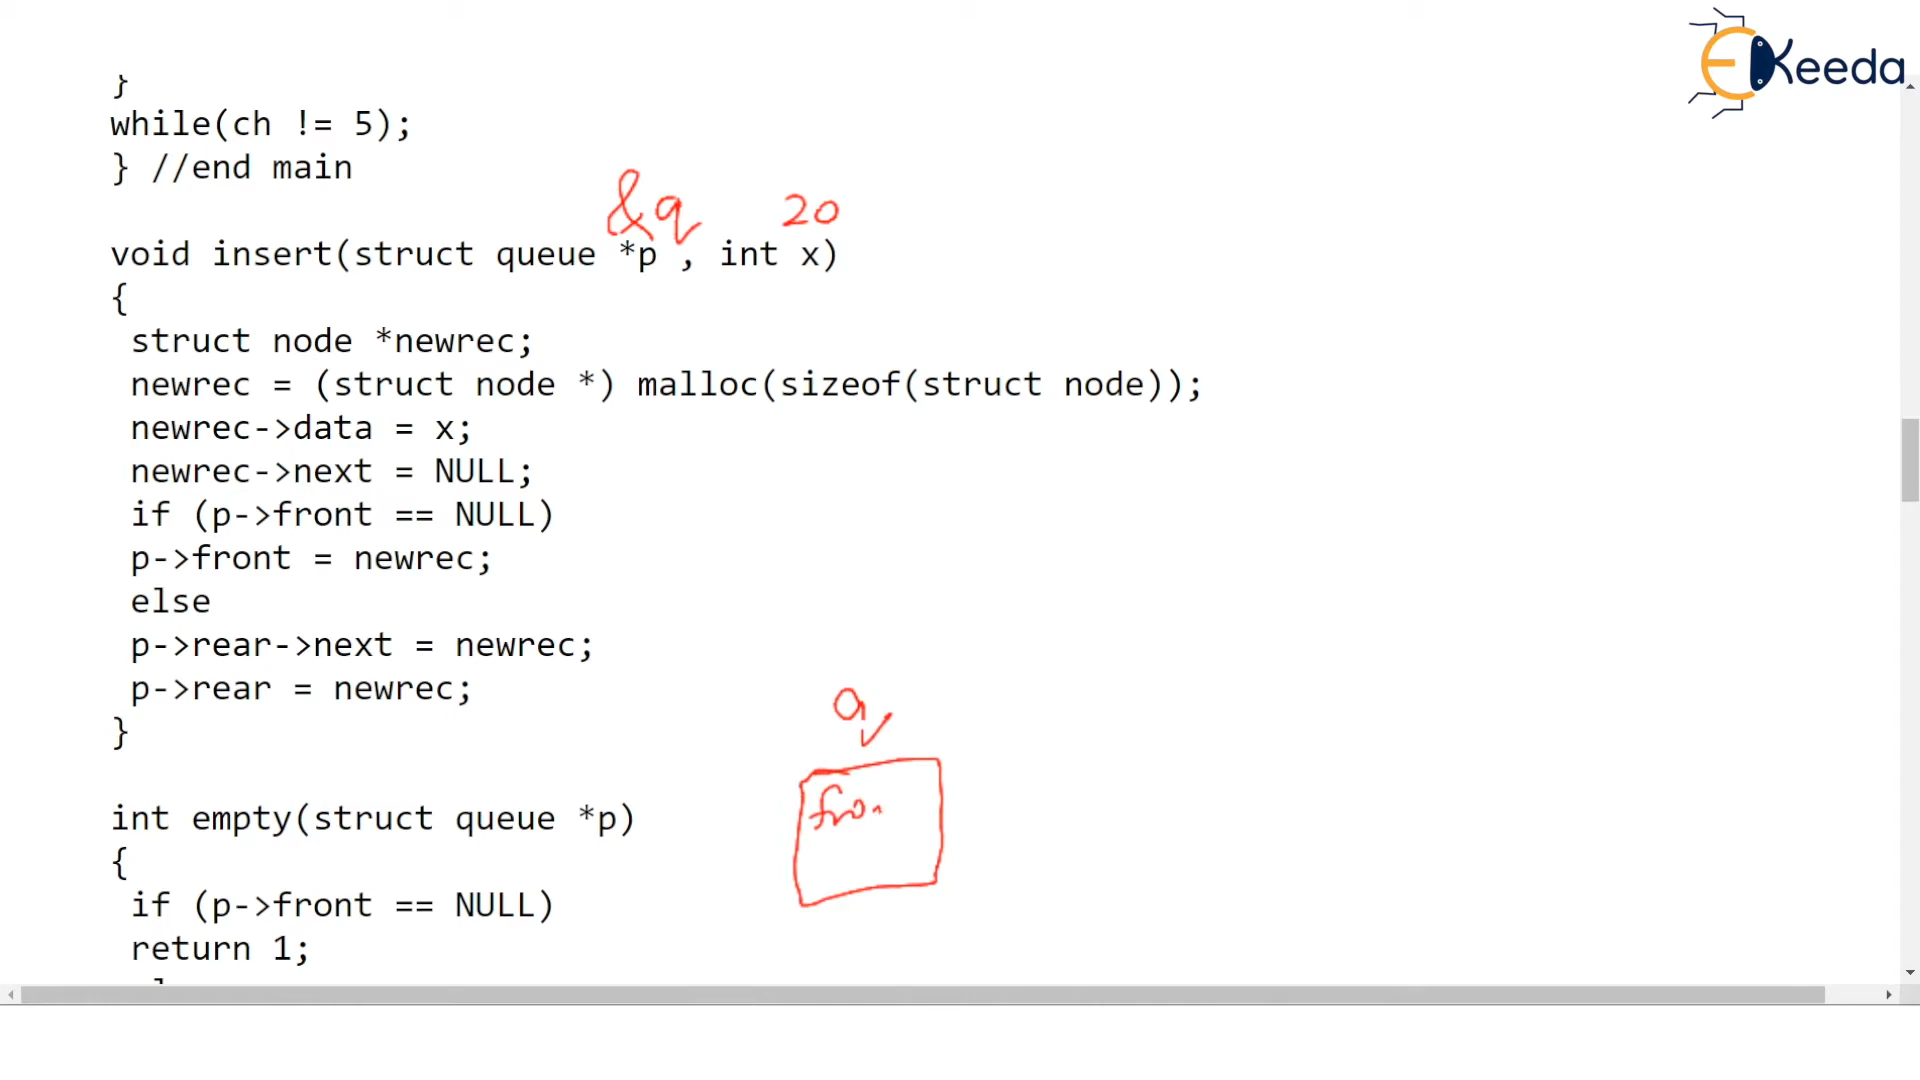 EKeeda
}
while(ch != 5);
} //end main
&q 20
void insert(struct queue *p , int x)
{
struct node *newrec;
newrec = (struct node *) malloc(sizeof(struct node));
newrec->data = x;
newrec->next = NULL;
if (p->front == NULL)
p->front = newrec;
else
p->rear->next = newrec;
p->rear = newrec;
}
q
fron
int empty(struct queue *p)
{
if (p->front == NULL)
return 1;